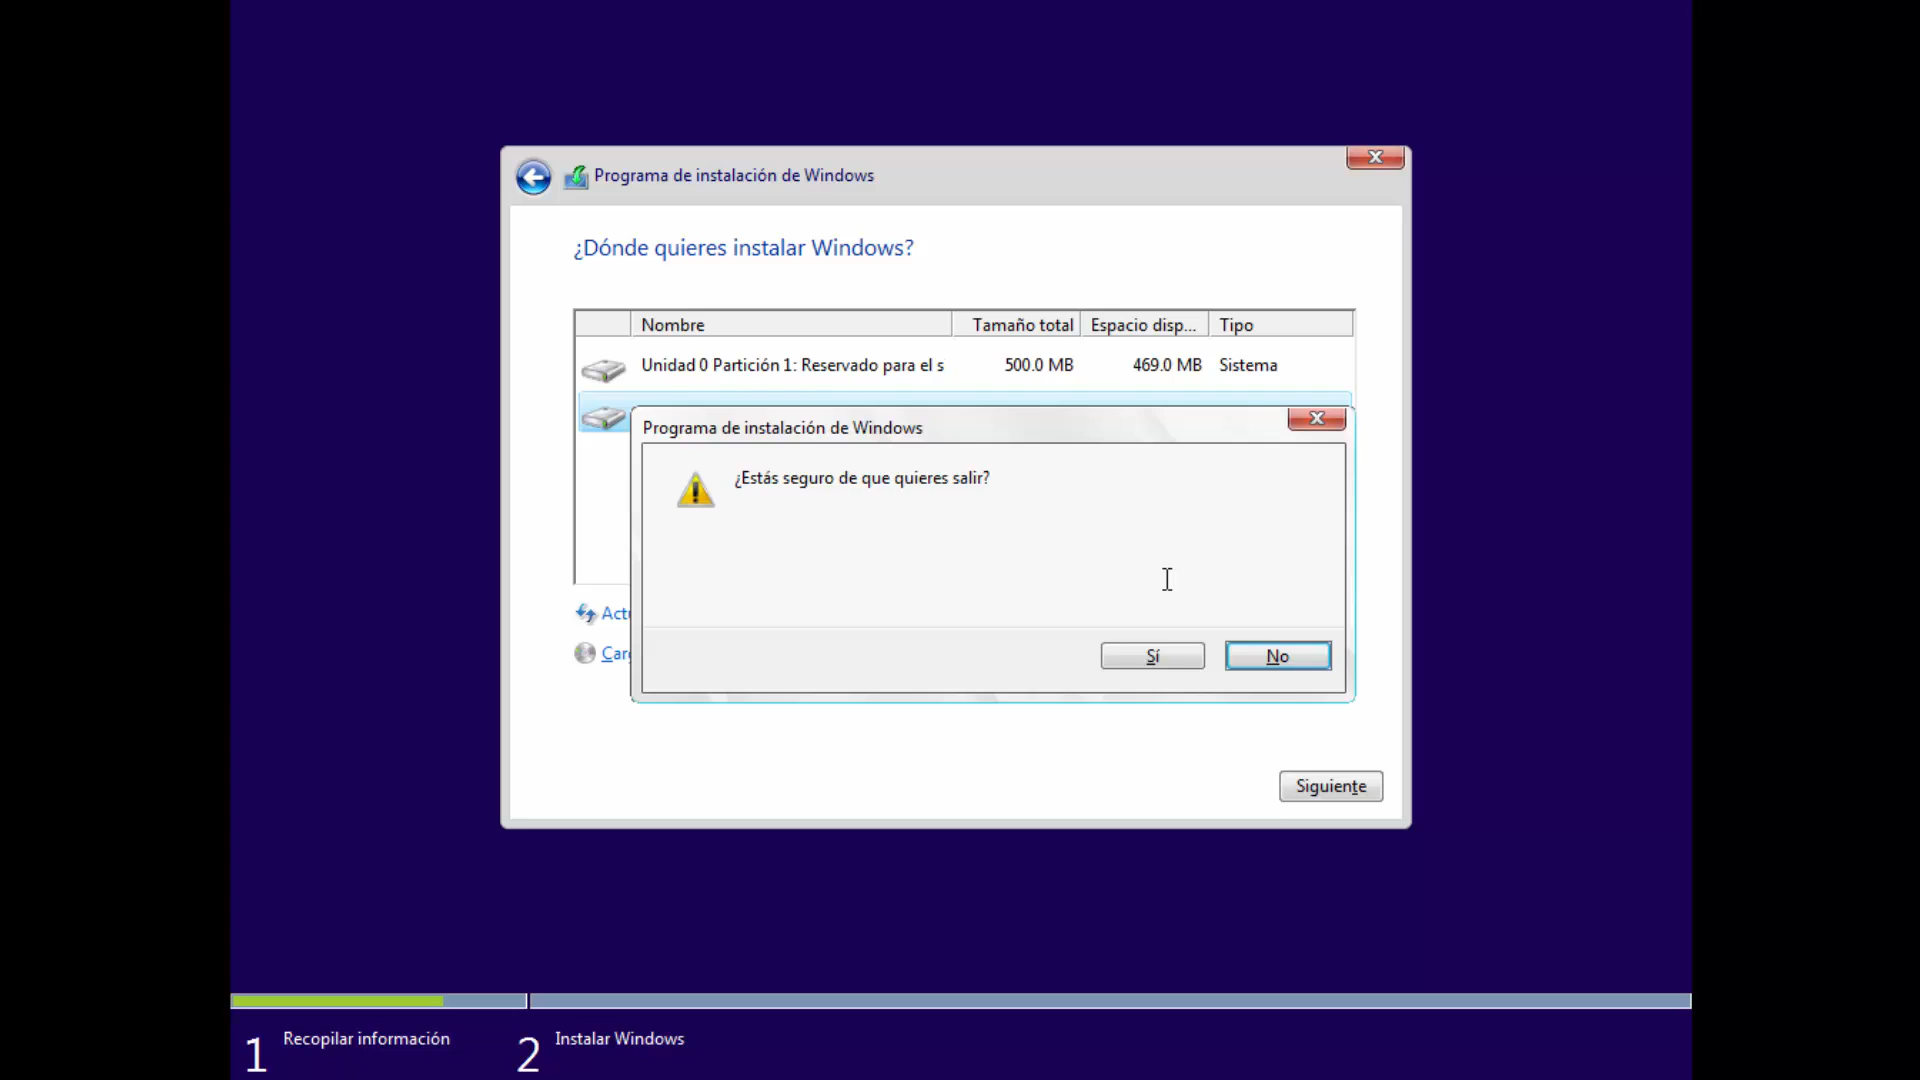 Programa de instalación de Windows
¿Dónde quieres instalar Windows?
Nombre Tamaño total Espacio disp... Tipo
Unidad 0 Partición 1: Reservado para el s 500.0 MB 469.0 MB Sistema
Programa de instalación de Windows
¿Estás seguro de que quieres salir?
Sí No
Siguiente
1 Recopilar información 2 Instalar Windows